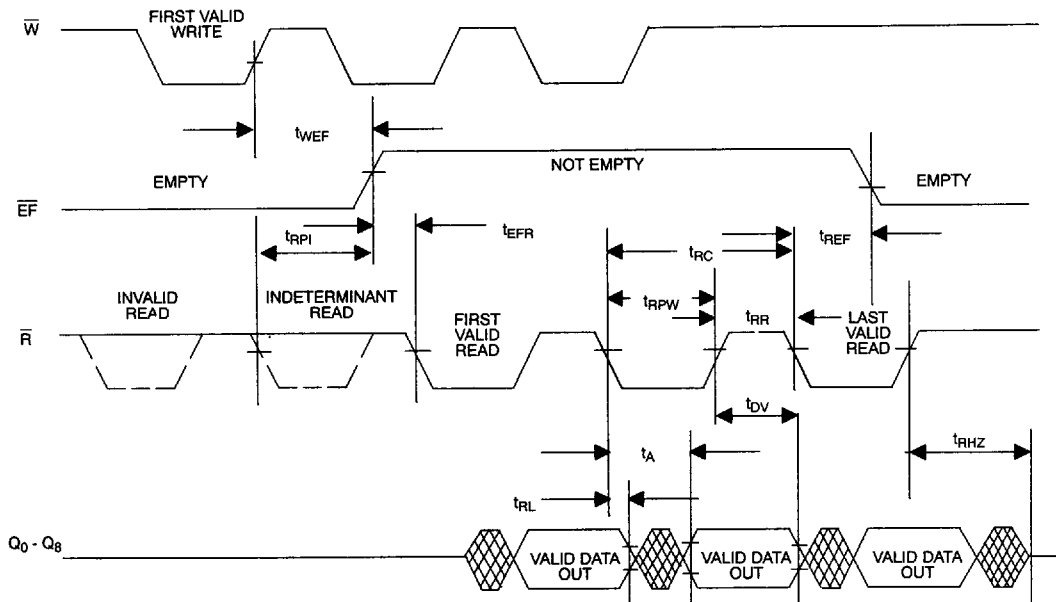 W
FIRST VALID
WRITE
tWEF
EMPTY
NOT EMPTY
EMPTY
EF
tRPI
tEFR
tRC
tREF
INVALID
READ
INDETERMINANT
READ
R
FIRST
VALID
READ
tRPW
tRR
LAST
VALID
READ
tDV
tA
tRHZ
tRL
Q0 - Q8
VALID DATA
OUT
VALID DATA
OUT
VALID DATA
OUT